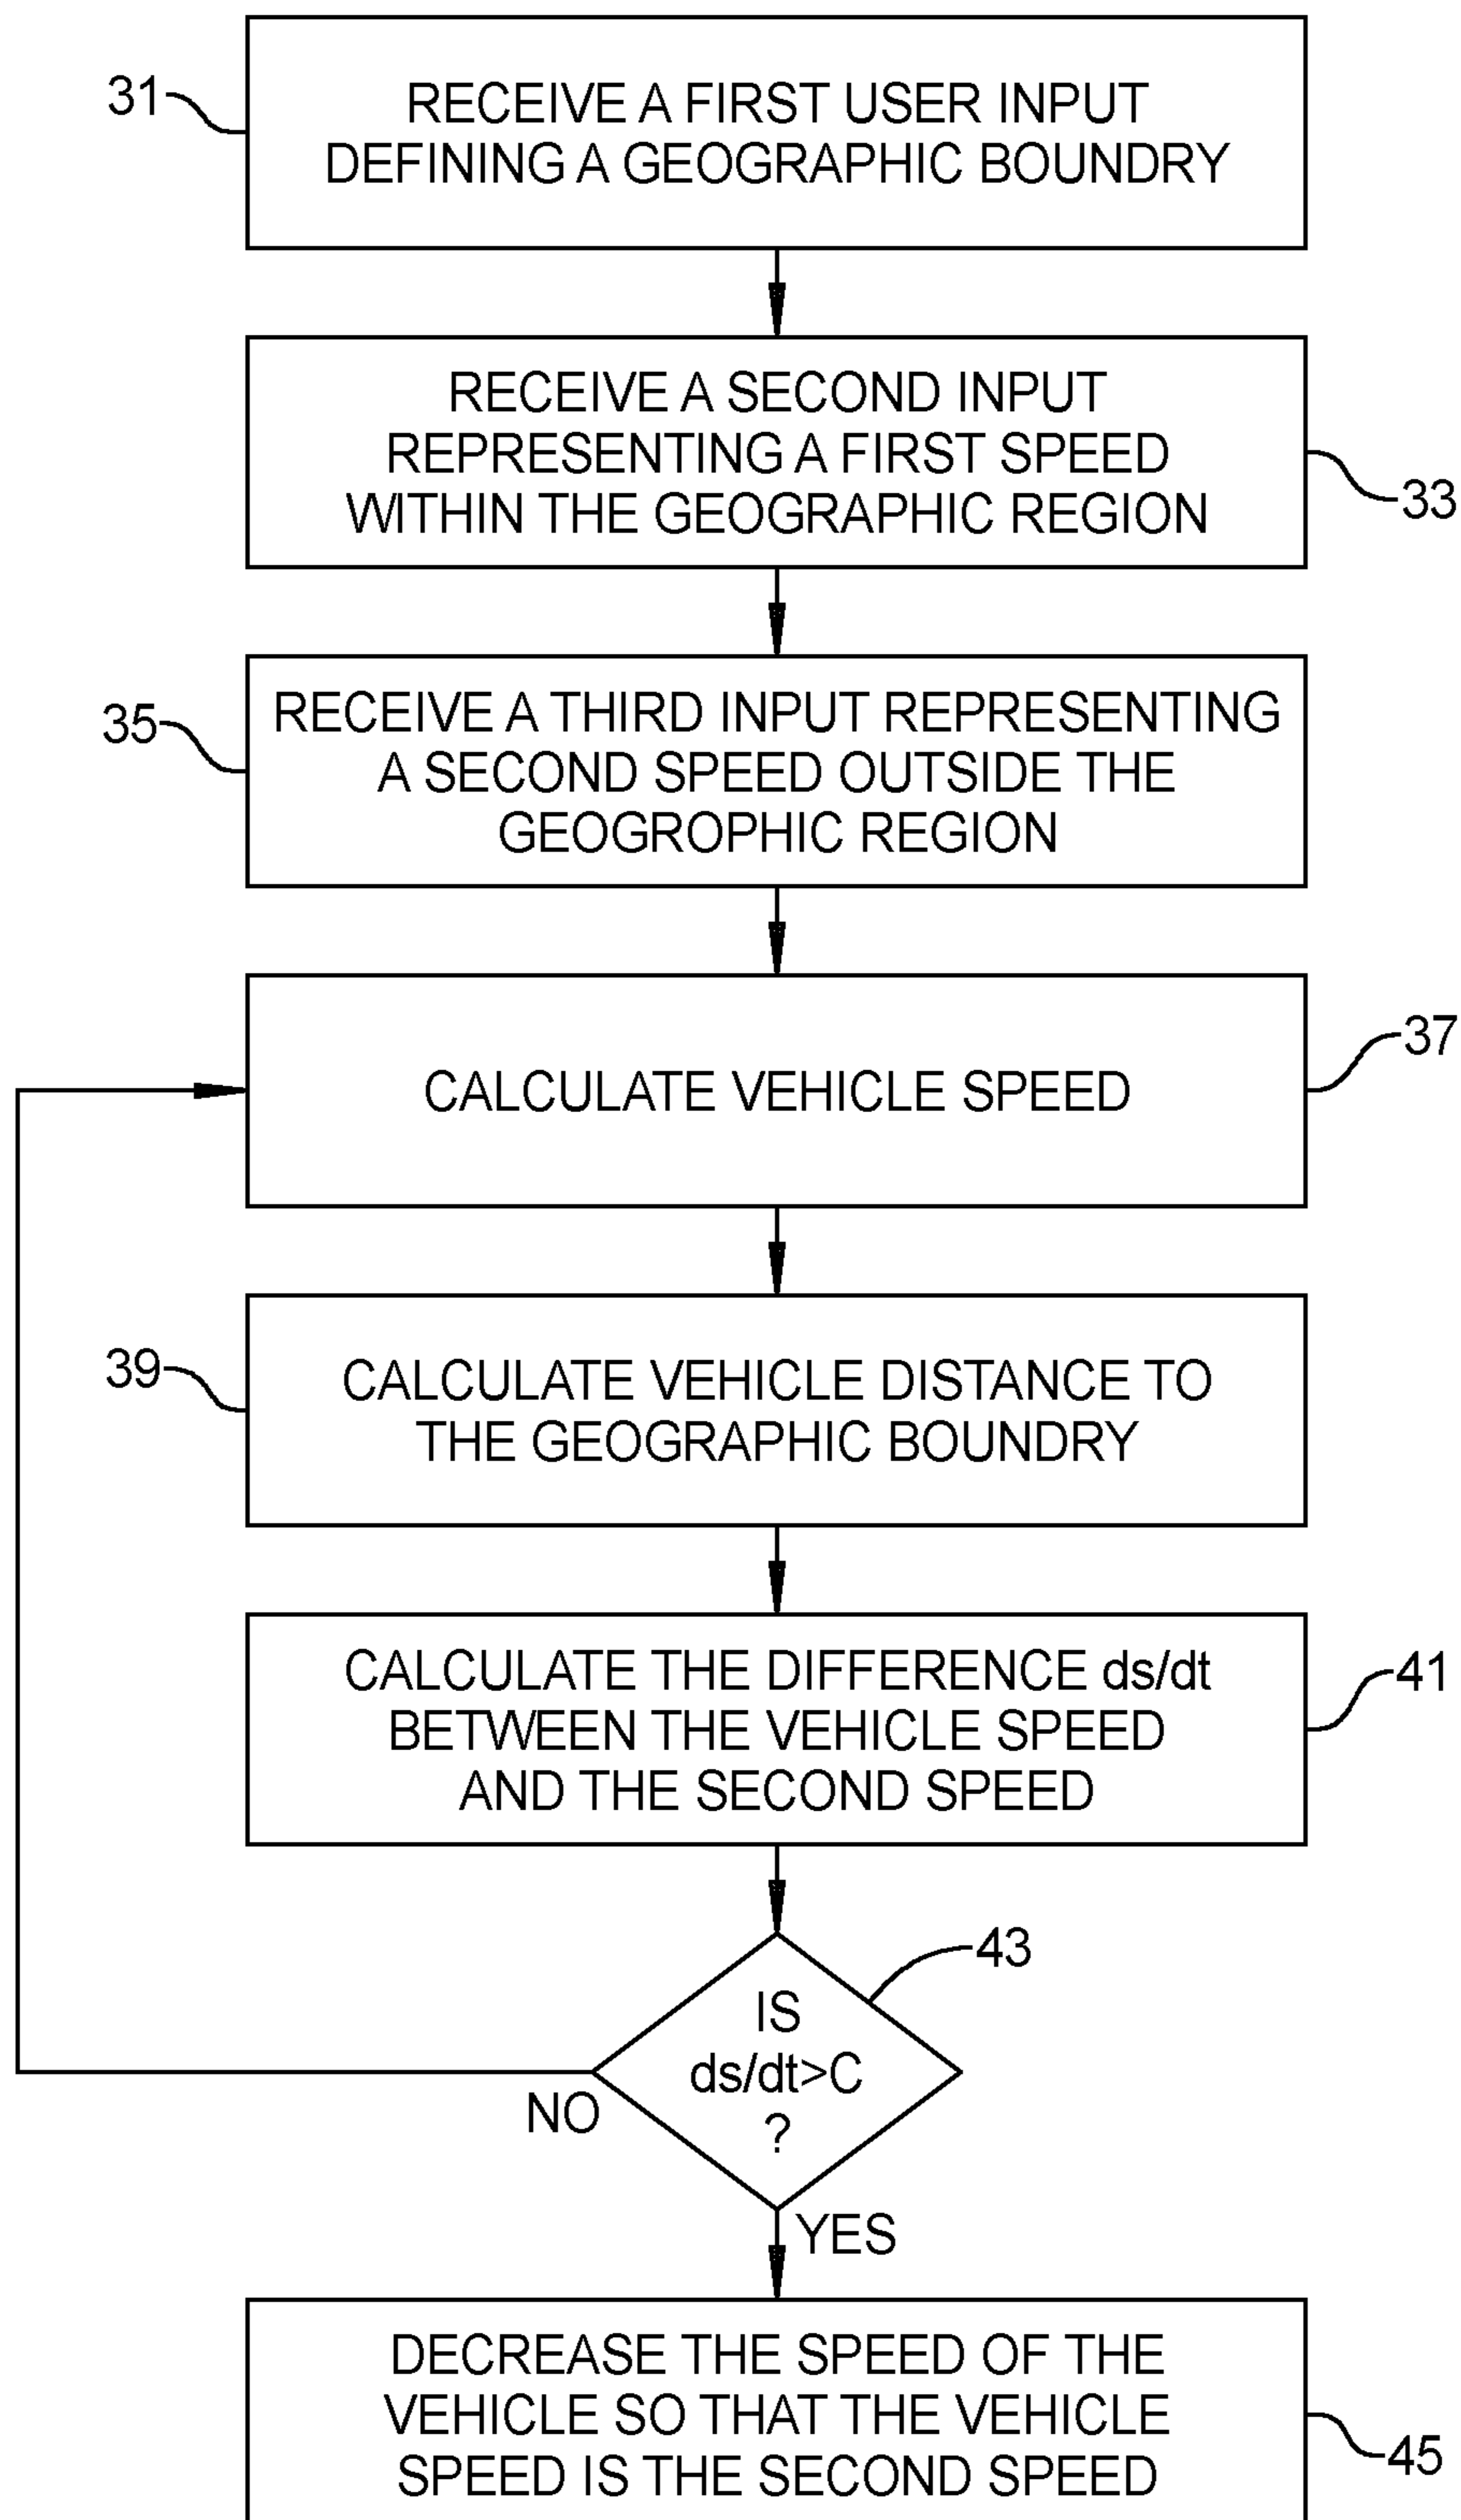 31
RECEIVE A FIRST USER INPUT
DEFINING A GEOGRAPHIC BOUNDRY
RECEIVE A SECOND INPUT
REPRESENTING A FIRST SPEED
WITHIN THE GEOGRAPHIC REGION
33
35
RECEIVE A THIRD INPUT REPRESENTING
A SECOND SPEED OUTSIDE THE
GEOGROPHIC REGION
37
CALCULATE VEHICLE SPEED
39
CALCULATE VEHICLE DISTANCE TO
THE GEOGRAPHIC BOUNDRY
CALCULATE THE DIFFERENCE ds/dt
BETWEEN THE VEHICLE SPEED
AND THE SECOND SPEED
41
43
IS
ds/dt>C
?
NO
YES
DECREASE THE SPEED OF THE
VEHICLE SO THAT THE VEHICLE
SPEED IS THE SECOND SPEED
45